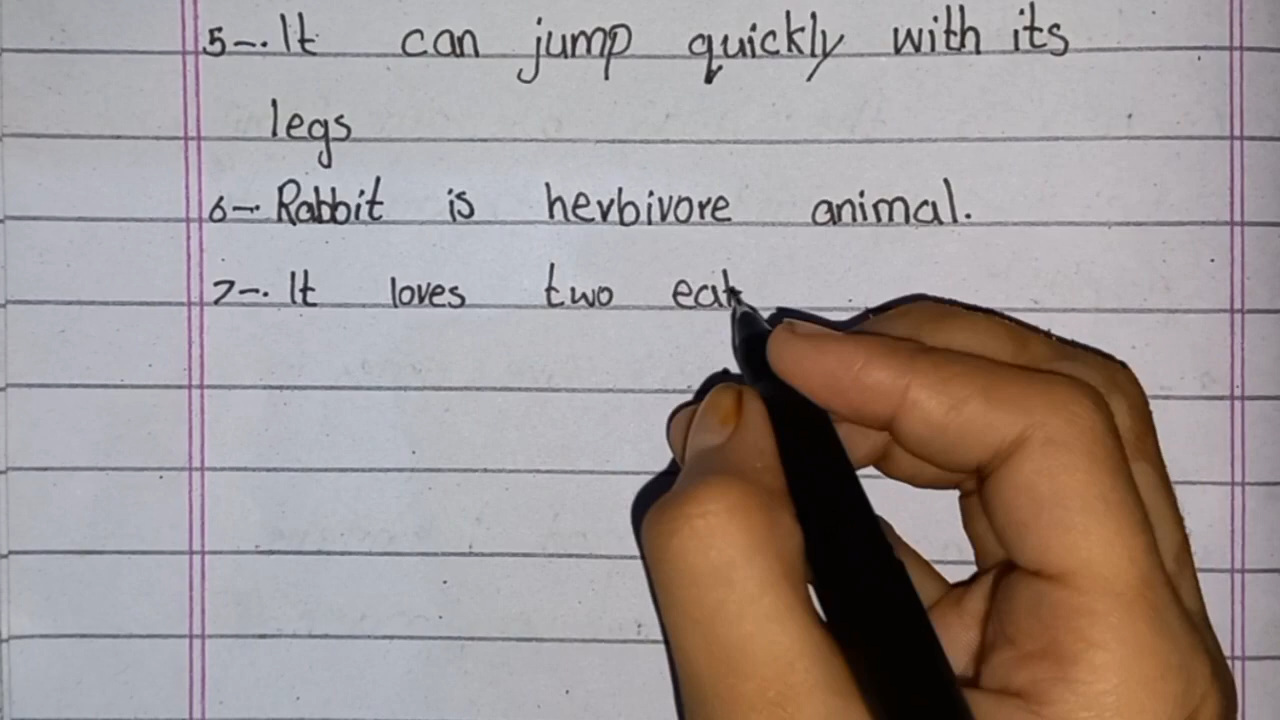 5-. It can jump quickly with its
legs
6-. Rabbit is herbivore animal.
7-. It loves two eat